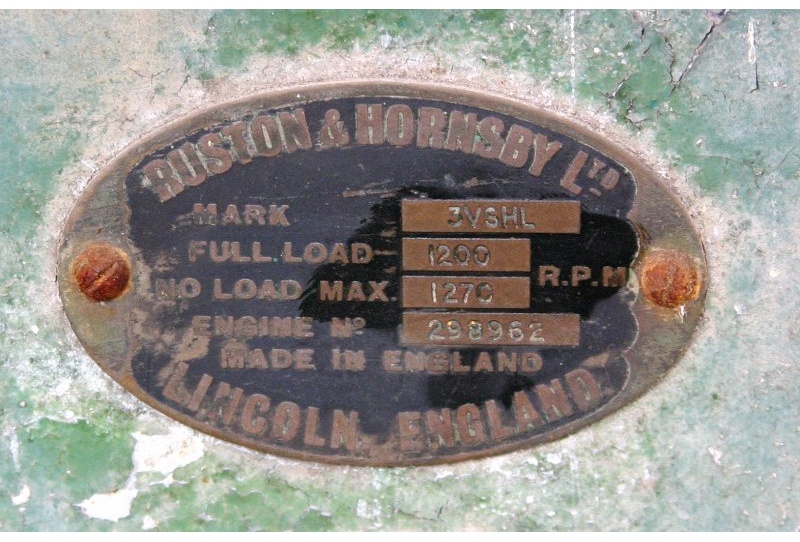 RUSTON & HORNSBY LTD
MARK 3VSHL
FULL LOAD 1200
NO LOAD MAX. 1270 R.P.M.
ENGINE Nº 298962
MADE IN ENGLAND
LINCOLN, ENGLAND.